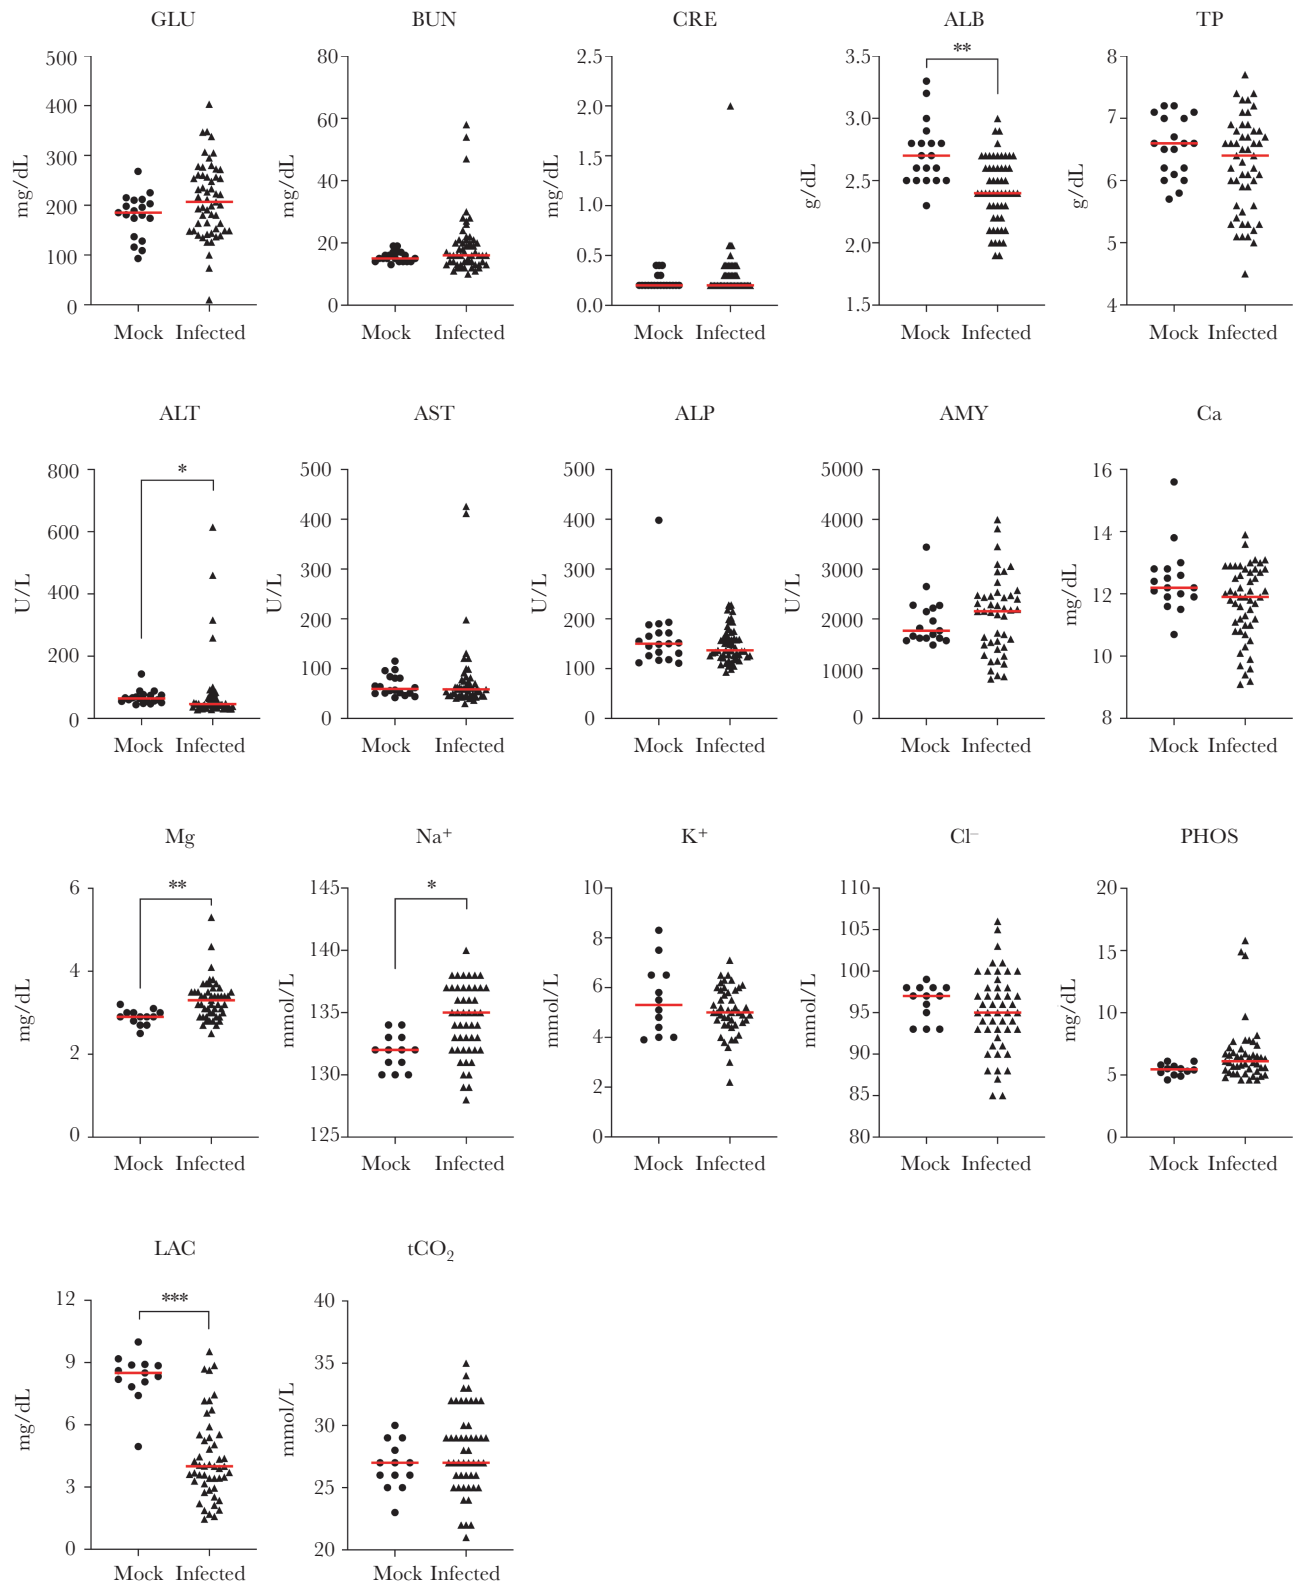 GLU BUN CRE ALB TP
500 80 2.5 3.5 ** 8
400 60 2.0 3.0 7
300 40 1.5 2.5 6
200 20 1.0 2.0 5
100 0 0.5 1.5 4
0 0.0
mg/dL mg/dL mg/dL g/dL g/dL
Mock Infected Mock Infected Mock Infected Mock Infected Mock Infected
ALT AST ALP AMY Ca
800 * 500 500 5000 16
600 400 400 4000 14
400 300 300 3000 12
200 200 200 2000 10
0 100 100 1000 8
0 0 0
U/L U/L U/L U/L mg/dL
Mock Infected Mock Infected Mock Infected Mock Infected Mock Infected
Mg Na⁺ K⁺ Cl⁻ PHOS
6 ** 145 * 10 110 20
4 140 8 105 15
2 135 6 100 10
0 130 4 95 5
125 2 90 0
0 85
80
mg/dL mmol/L mmol/L mmol/L mg/dL
Mock Infected Mock Infected Mock Infected Mock Infected Mock Infected
LAC tCO₂
12 *** 40
9 35
6 30
3 25
0 20
mg/dL mmol/L
Mock Infected Mock Infected